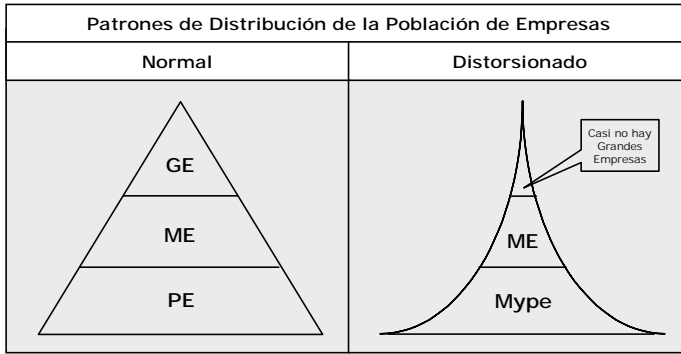 Patrones de Distribución de la Población de Empresas
Normal
Distorsionado
GE
ME
PE
Casi no hay
Grandes
Empresas
ME
Mype